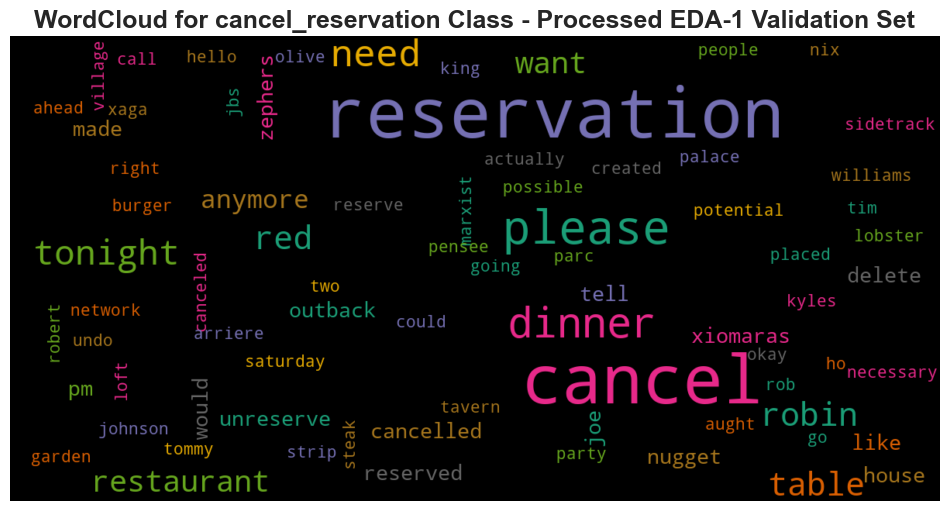 WordCloud for cancel_reservation Class - Processed EDA-1 Validation Set
village
call
hello
olive
need
king
want
people
nix
ahead
xaga
jbs
zephers
made
reservation
sidetrack
right
actually
created
palace
possible
williams
burger
anymore
reserve
marxist
please
potential
tim
tonight
red
pensee
going
parc
placed
lobster
delete
network
canceled
two
outback
could
tell
dinner
kyles
robert
undo
arriere
xiomaras
saturday
okay
cancel
ho
necessary
pm
loft
would
unreserve
tavern
rob
robin
johnson
tommy
strip
steak
cancelled
joe
aught
go
like
garden
party
nugget
restaurant
reserved
table
house